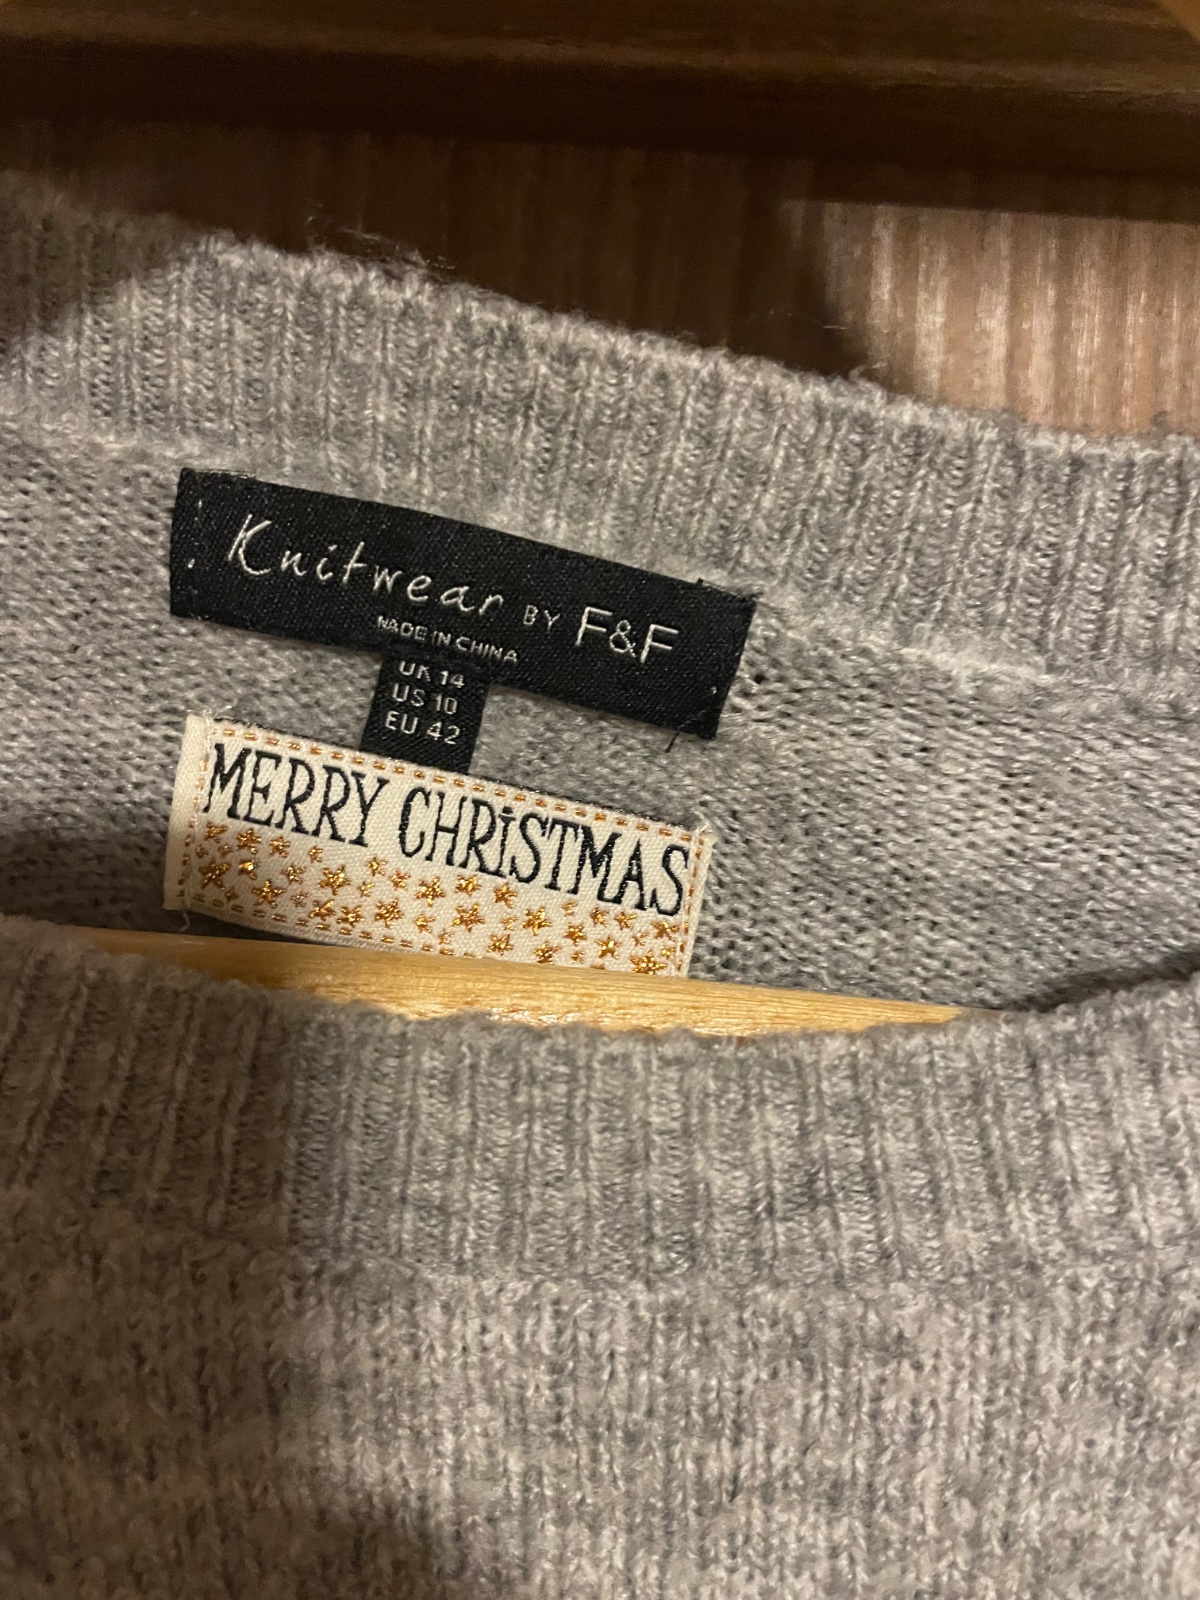 Knitwear BY F&F
MADE IN CHINA
UK 14
US 10
EU 42
MERRY CHRiSTMAS